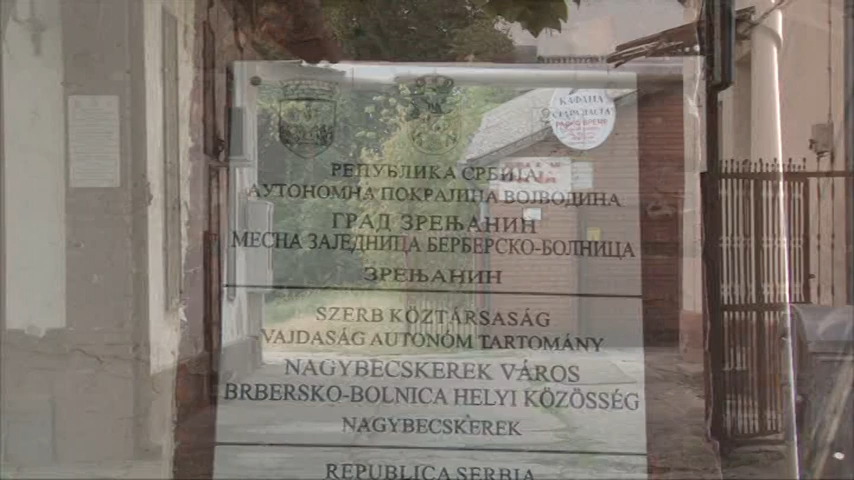 КАФАНА
РЕПУБЛИКА СРБИЈА
АУТОНОМНА ПОКРАЈИНА ВОЈВОДИНА
ГРАД ЗРЕЊАНИН
МЕСНА ЗАЈЕДНИЦА БЕРБЕРСКО-БОЛНИЦА
ЗРЕЊАНИН
SZERB KÖZTÁRSASÁG
VAJDASÁG AUTONÓM TARTOMÁNY
NAGYBECSKEREK VÁROS
BRBERSKO-BOLNICA HELYI KÖZÖSSÉG
NAGYBECSKEREK
REPUBLICA SERBIA